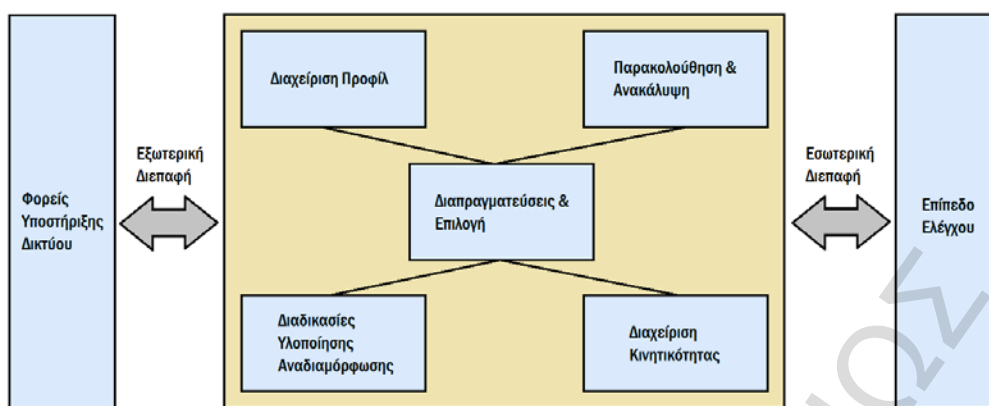 Διαχείριση Προφίλ
Παρακολούθηση &
Ανακάλυψη
Εξωτερική
Διεπαφή
Εσωτερική
Διεπαφή
Φορείς
Υποστήριξης
Δικτύου
Διαπραγματεύσεις &
Επιλογή
Επίπεδο
Ελέγχου
Διαδικασίες
Υλοποίησης
Αναδιαμόρφωσης
Διαχείριση
Κινητικότητας
ΩΣ